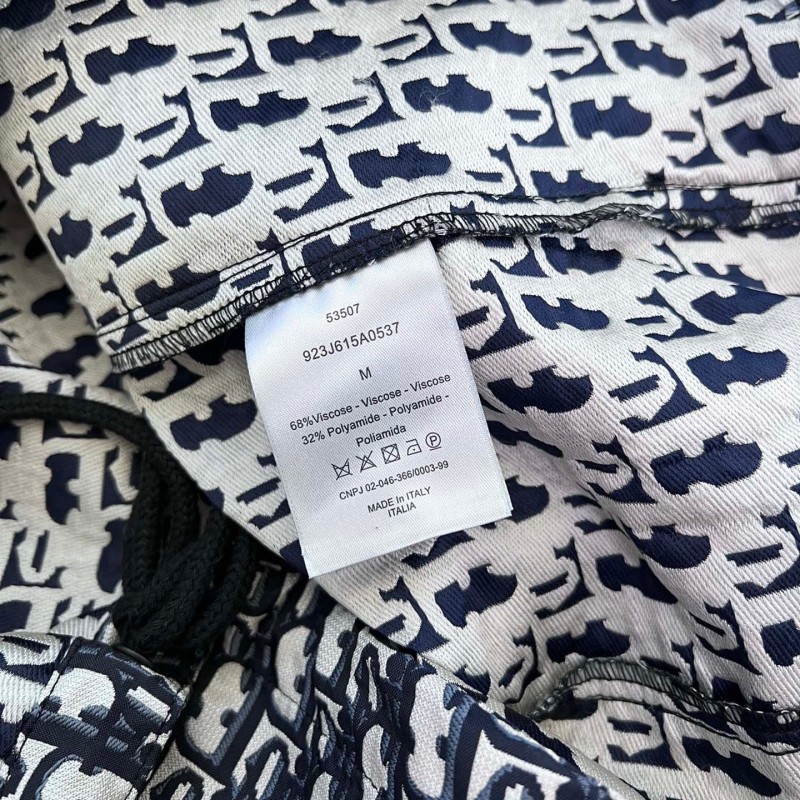 53507
923J615A0537
M
68%Viscose - Viscose - Viscose
32% Polyamide - Polyamide -
Poliamida
P
CNPJ 02-046-366/0003-99
MADE In ITALY
ITALIA